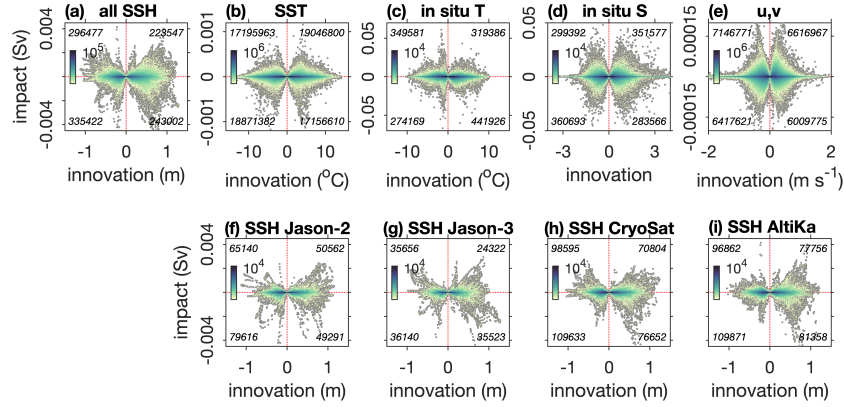 (a) all SSH
(b) SST
(c) in situ T
(d) in situ S
(e) u,v
impact (Sv)
0.004
0
-0.004
296477
223547
10^5
335422
243002
-1 0 1
innovation (m)
0.001
0
-0.001
17195963
19046800
10^6
18871382
17156610
-10 0 10
innovation (°C)
0.05
0
-0.05
349581
319386
10^4
274169
441926
-10 0 10
innovation (°C)
0.05
0
-0.05
299392
351577
10^4
360693
283566
-3 0 3
innovation
0.00015
0
-0.00015
7146771
6616967
10^6
6417621
6009775
-2 0 2
innovation (m s⁻¹)
(f) SSH Jason-2
(g) SSH Jason-3
(h) SSH CryoSat
(i) SSH AltiKa
impact (Sv)
0.004
0
-0.004
65140
50562
10^4
79616
49291
-1 0 1
innovation (m)
35656
24322
10^4
36140
35523
-1 0 1
innovation (m)
98595
70804
10^4
109633
76652
-1 0 1
innovation (m)
96862
77756
10^4
109871
81358
-1 0 1
innovation (m)